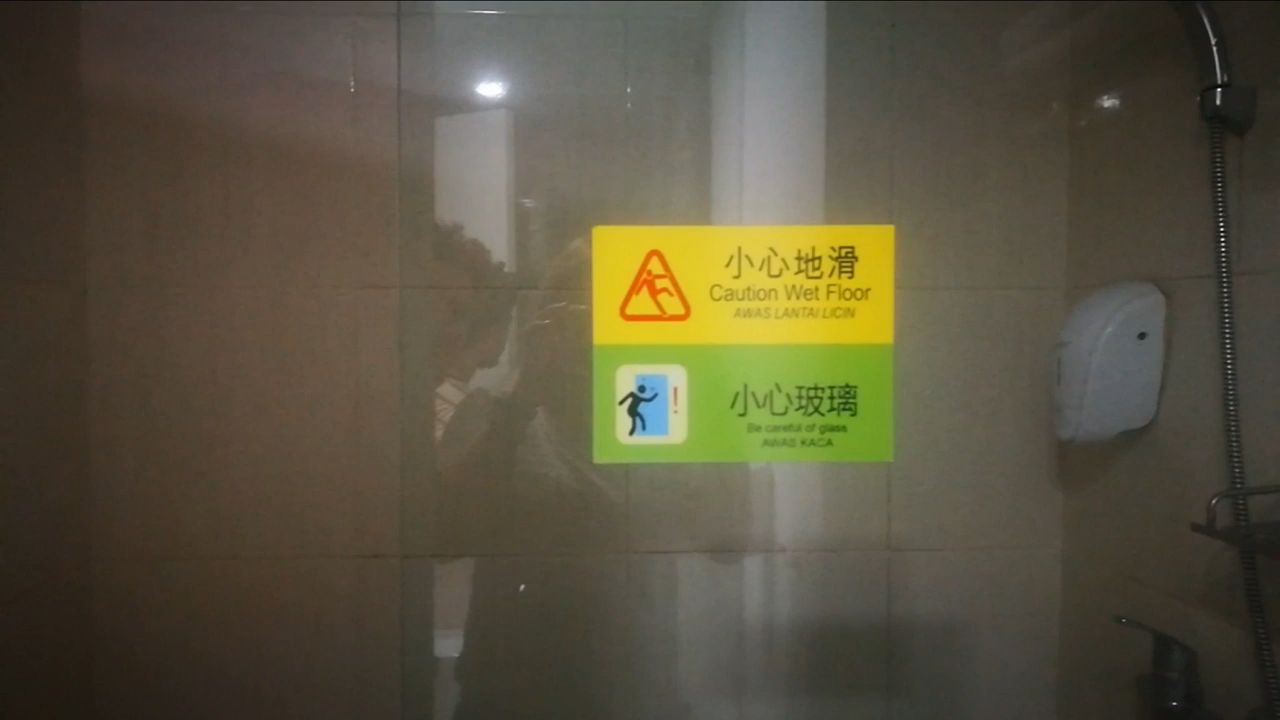 小心地滑
Caution Wet Floor
AWAS LANTAI LICIN
!
小心玻璃
Be careful of glass
AWAS KACA